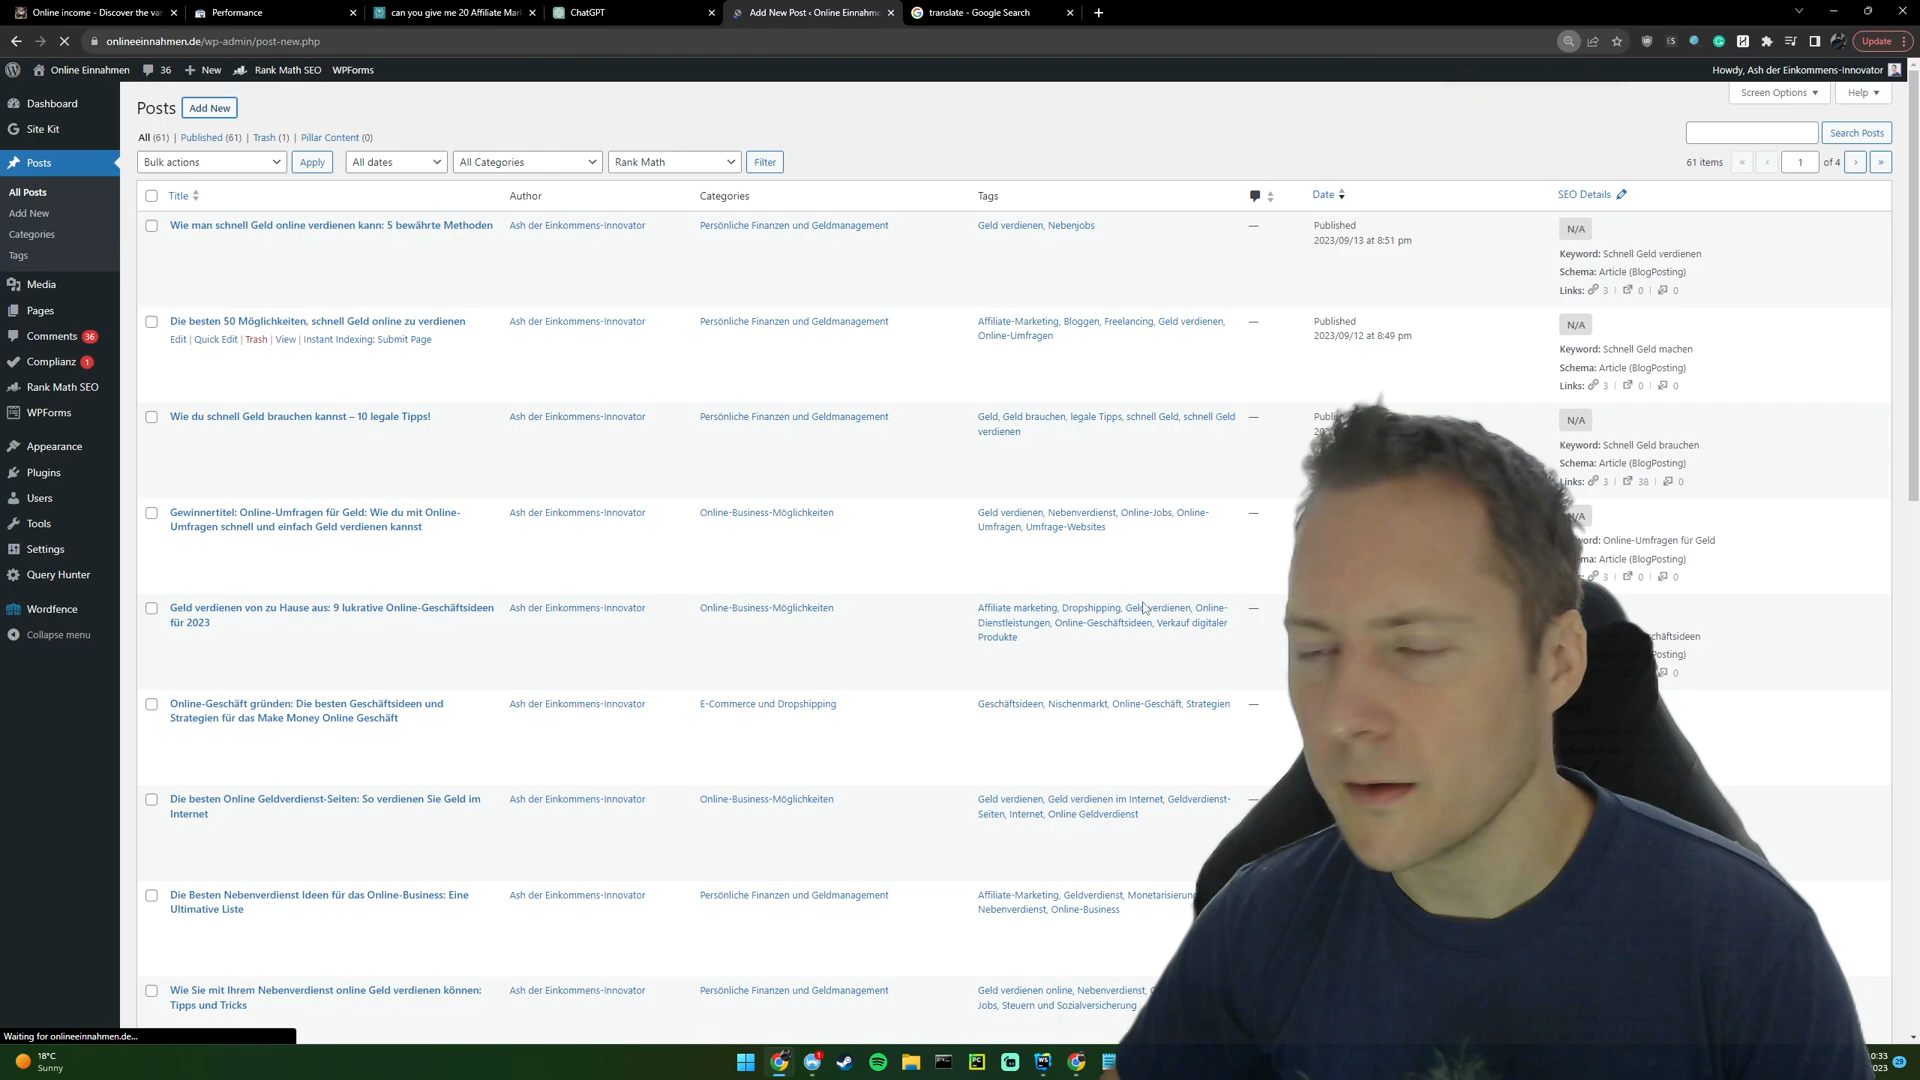 Online income - Discover the va
Performance
can you give me 20 Affiliate Mar
ChatGPT
Add New Post ‹ Online Einnahme
translate - Google Search
onlineeinnahmen.de/wp-admin/post-new.php
Update
Online Einnahmen
36
New
Rank Math SEO
WPForms
Howdy, Ash der Einkommens-Innovator
Dashboard
Site Kit
Posts
All Posts
Add New
Categories
Tags
Media
Pages
Comments 36
Complianz 1
Rank Math SEO
WPForms
Appearance
Plugins
Users
Tools
Settings
Query Hunter
Wordfence
Collapse menu
Posts Add New
Screen Options
Help
All (61) | Published (61) | Trash (1) | Pillar Content (0)
Search Posts
Bulk actions
Apply
All dates
All Categories
Rank Math
Filter
61 items « ‹ 1 of 4 › »
Title Author Categories Tags Date SEO Details
Wie man schnell Geld online verdienen kann: 5 bewährte Methoden
Ash der Einkommens-Innovator
Persönliche Finanzen und Geldmanagement
Geld verdienen, Nebenjobs
—
Published
2023/09/13 at 8:51 pm
N/A
Keyword: Schnell Geld verdienen
Schema: Article (BlogPosting)
Links: 3 | 0 | 0
Die besten 50 Möglichkeiten, schnell Geld online zu verdienen
Edit | Quick Edit | Trash | View | Instant Indexing: Submit Page
Ash der Einkommens-Innovator
Persönliche Finanzen und Geldmanagement
Affiliate-Marketing, Bloggen, Freelancing, Geld verdienen,
Online-Umfragen
—
Published
2023/09/12 at 8:49 pm
N/A
Keyword: Schnell Geld machen
Schema: Article (BlogPosting)
Links: 3 | 0 | 0
Wie du schnell Geld brauchen kannst – 10 legale Tipps!
Ash der Einkommens-Innovator
Persönliche Finanzen und Geldmanagement
Geld, Geld brauchen, legale Tipps, schnell Geld, schnell Geld
verdienen
—
N/A
Keyword: Schnell Geld brauchen
Schema: Article (BlogPosting)
Links: 3 | 38 | 0
Gewinnertitel: Online-Umfragen für Geld: Wie du mit Online-
Umfragen schnell und einfach Geld verdienen kannst
Ash der Einkommens-Innovator
Online-Business-Möglichkeiten
Geld verdienen, Nebenverdienst, Online-Jobs, Online-
Umfragen, Umfrage-Websites
—
Online-Umfragen für Geld
Article (BlogPosting)
3 | 0 | 0
Geld verdienen von zu Hause aus: 9 lukrative Online-Geschäftsideen
für 2023
Ash der Einkommens-Innovator
Online-Business-Möglichkeiten
Affiliate marketing, Dropshipping, Geld verdienen, Online-
Dienstleistungen, Online-Geschäftsideen, Verkauf digitaler
Produkte
—
0
Online-Geschäft gründen: Die besten Geschäftsideen und
Strategien für das Make Money Online Geschäft
Ash der Einkommens-Innovator
E-Commerce und Dropshipping
Geschäftsideen, Nischenmarkt, Online-Geschäft, Strategien
—
Die besten Online Geldverdienst-Seiten: So verdienen Sie Geld im
Internet
Ash der Einkommens-Innovator
Online-Business-Möglichkeiten
Geld verdienen, Geld verdienen im Internet, Geldverdienst-
Seiten, Internet, Online Geldverdienst
—
Die Besten Nebenverdienst Ideen für das Online-Business: Eine
Ultimative Liste
Ash der Einkommens-Innovator
Persönliche Finanzen und Geldmanagement
Affiliate-Marketing, Geldverdienst,
Nebenverdienst, Online-Business
Wie Sie mit Ihrem Nebenverdienst online Geld verdienen können:
Tipps und Tricks
Ash der Einkommens-Innovator
Persönliche Finanzen und Geldmanagement
Geld verdienen online, Nebenverdienst,
Jobs, Steuern und Sozialversicherung
Waiting for onlineeinnahmen.de...
18°C
Sunny